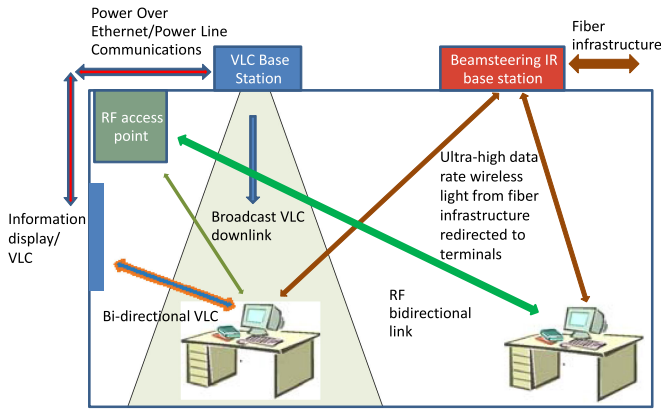 Power Over
Ethernet/Power Line
Communications
VLC Base
Station
Beamsteering IR
base station
Fiber
infrastructure
RF access
point
Ultra-high data
rate wireless
light from fiber
infrastructure
redirected to
terminals
Information
display/
VLC
Broadcast VLC
downlink
Bi-directional VLC
RF
bidirectional
link